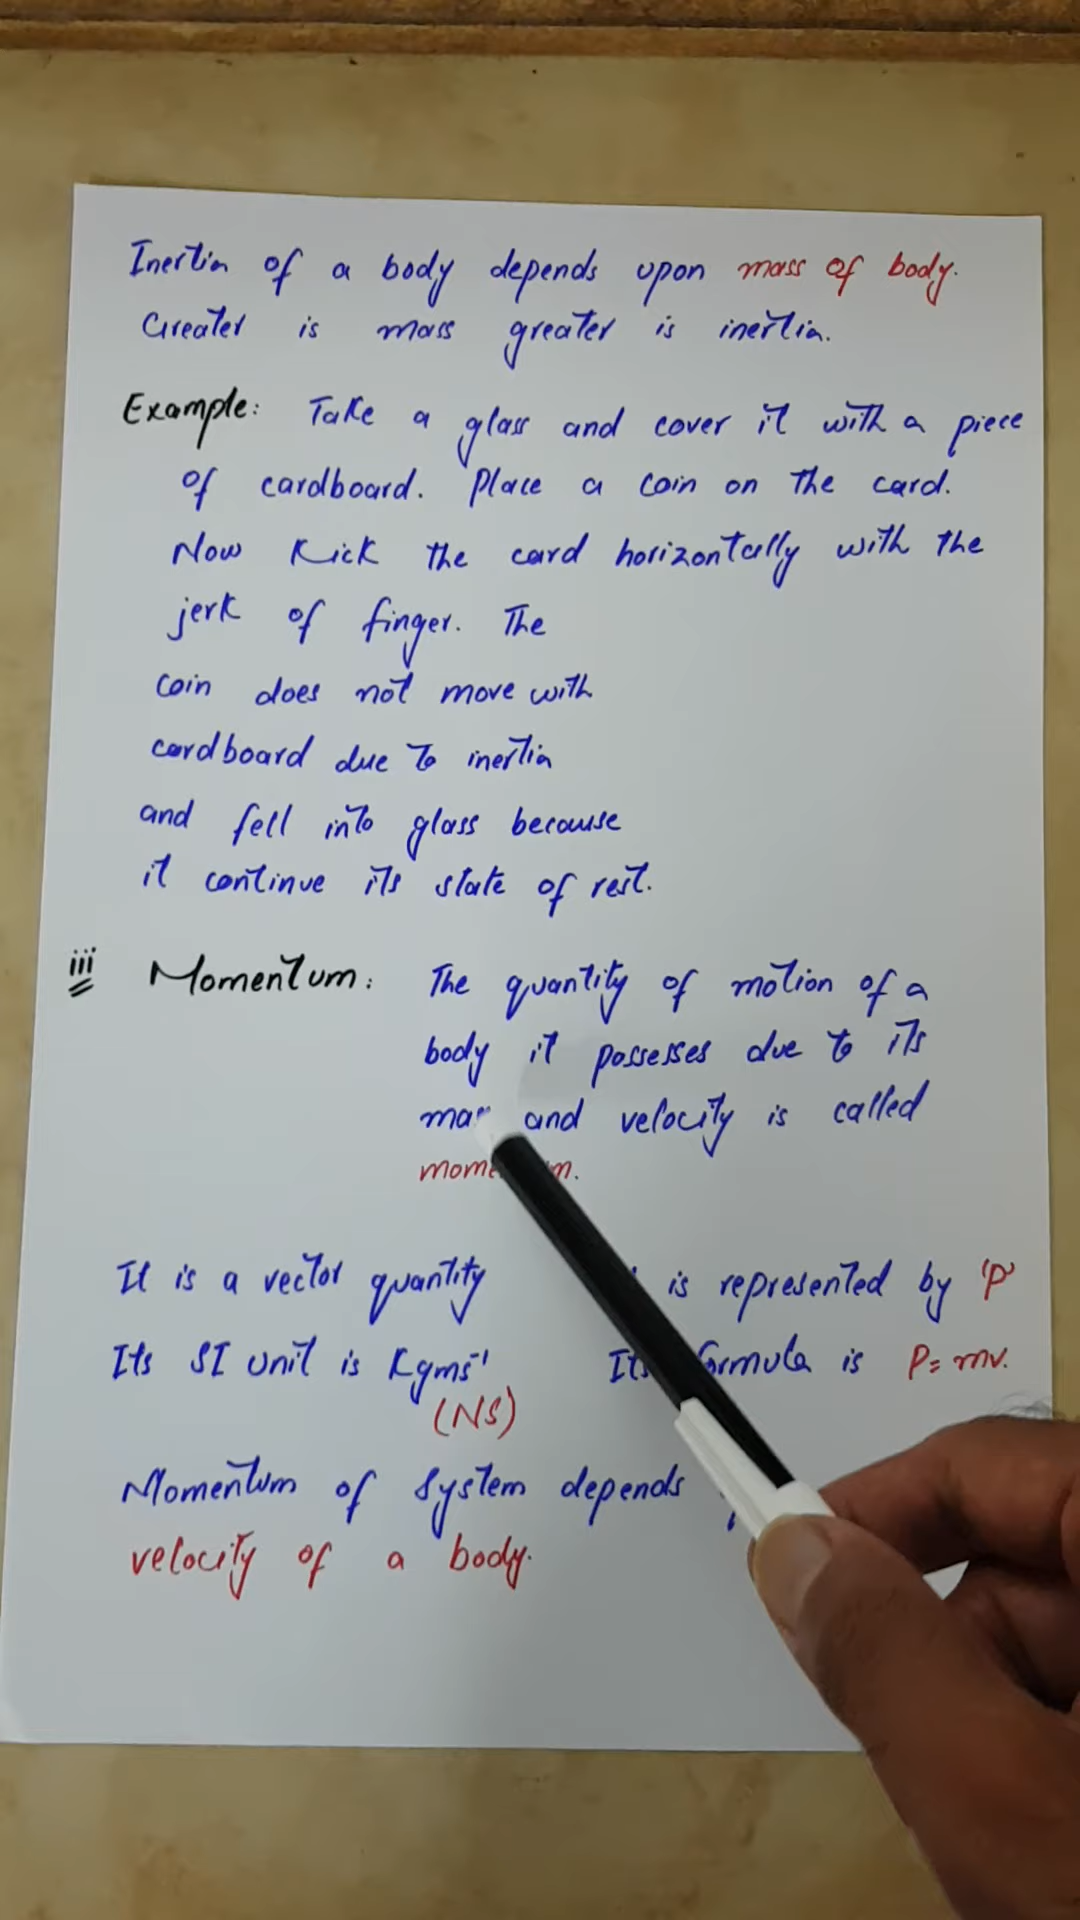 Inertia of a body depends upon mass of body.
Greater is mass greater is inertia.
Example: Take a glass and cover it with a piece
of cardboard. Place a coin on the card.
Now Kick the card horizontally with the
jerk of finger. The
coin does not move with
cardboard due to inertia
and fell into glass because
it continue its state of rest.
iii Momentum: The quantity of motion of a
body it possesses due to its
and velocity is called
It is a vector quantity is represented by 'P'
Its SI Unit is Kgms⁻¹ Its formula is P = mv.
(NS)
Momentum of System depends
velocity of a body.